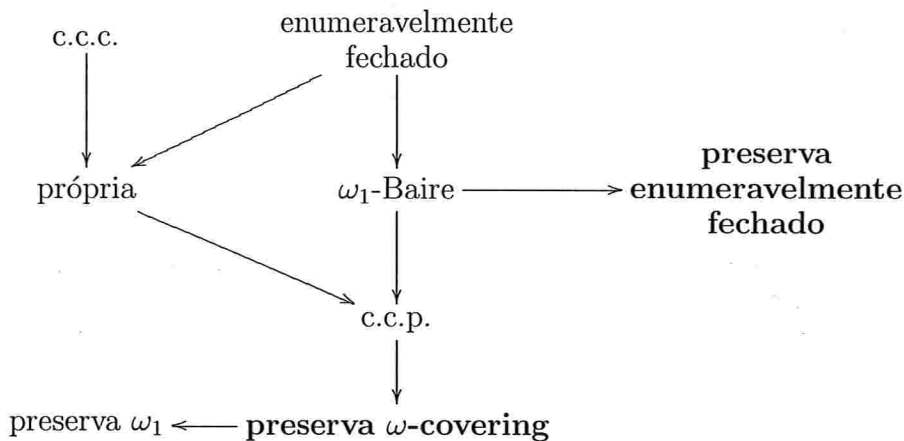 c.c.c.
enumeravelmente
fechado
própria
ω₁-Baire
preserva
enumeravelmente
fechado
c.c.p.
preserva ω₁
preserva ω-covering